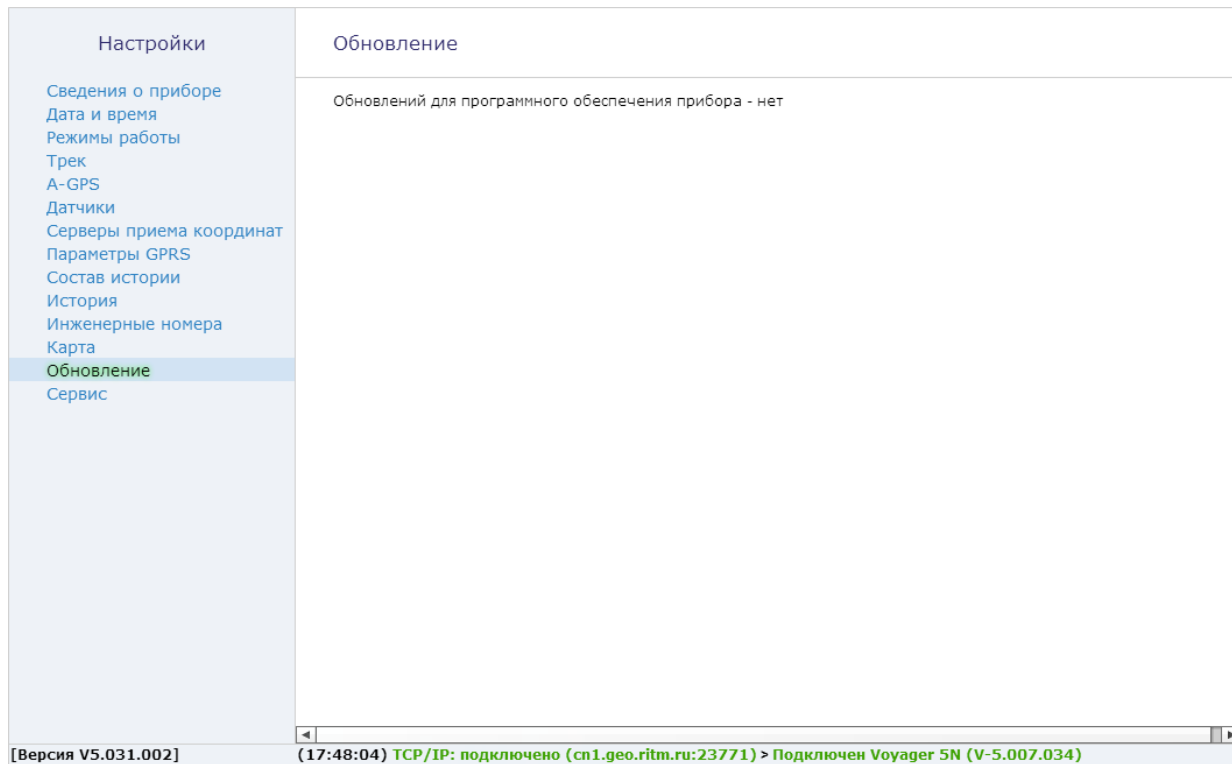 Настройки
Сведения о приборе
Дата и время
Режимы работы
Трек
A-GPS
Датчики
Серверы приема координат
Параметры GPRS
Состав истории
История
Инженерные номера
Карта
Обновление
Сервис
Обновление
Обновлений для программного обеспечения прибора - нет
[Версия V5.031.002]
(17:48:04) TCP/IP: подключено (cn1.geo.ritm.ru:23771) > Подключен Voyager 5N (V-5.007.034)